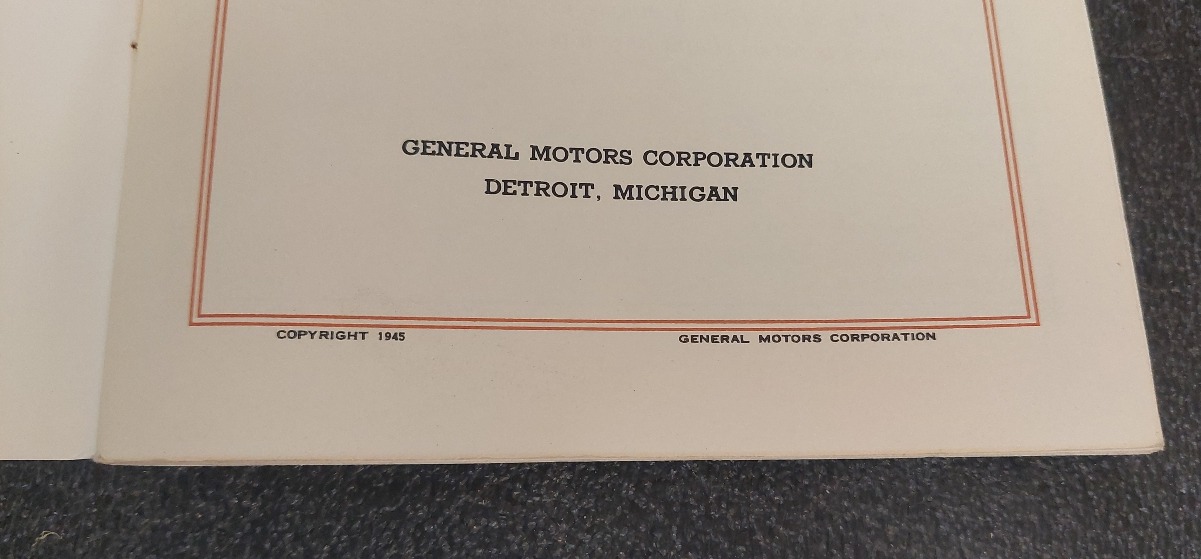 GENERAL MOTORS CORPORATION
DETROIT, MICHIGAN
COPYRIGHT 1945 GENERAL MOTORS CORPORATION